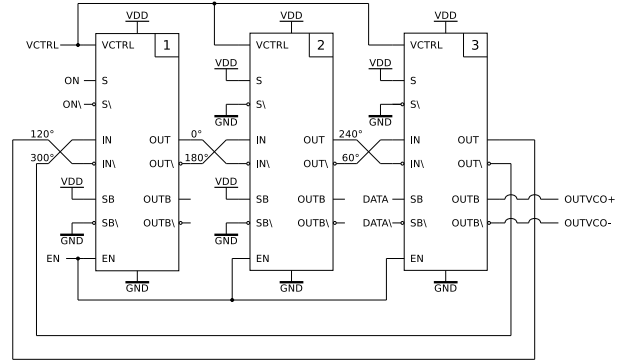 VDD VDD VDD
VCTRL VCTRL 1 VCTRL 2 VCTRL 3
VDD VDD
ON S S S
ON\ S\ S\ S\
GND GND
120° IN OUT 0° IN OUT 240° IN OUT
300° IN\ OUT\ 180° IN\ OUT\ 60° IN\ OUT\
VDD VDD
SB OUTB SB OUTB DATA SB OUTB OUTVCO+
SB\ OUTB\ SB\ OUTB\ DATA\ SB\ OUTB\ OUTVCO-
GND GND
EN EN EN EN
GND GND GND